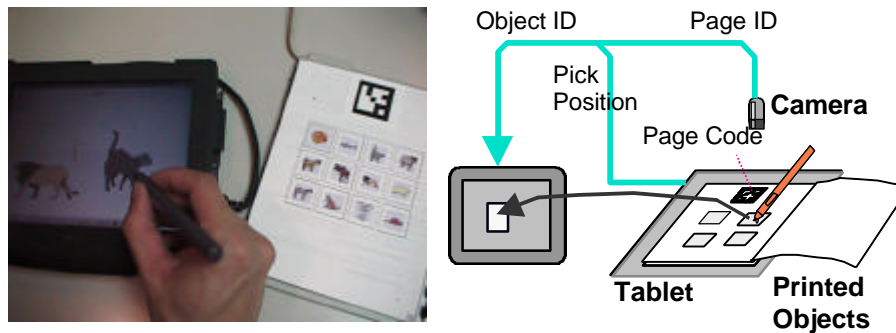 Object ID
Page ID
Pick
Position
Camera
Page Code
Tablet
Printed
Objects